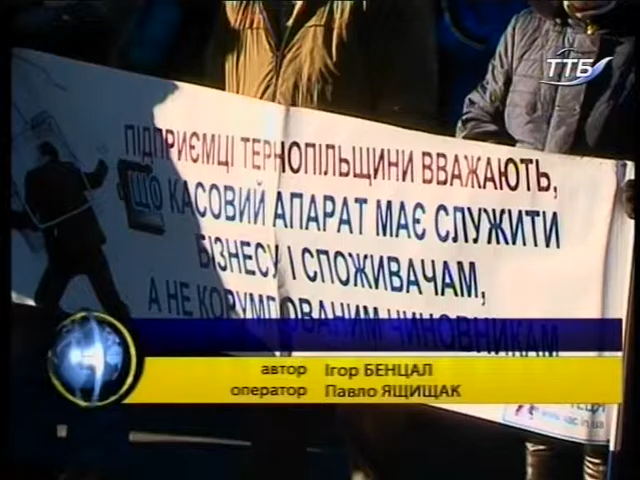 ТТБ
ПІДПРИЄМЦІ ТЕРНОПІЛЬЩИНИ ВВАЖАЮТЬ,
ЩО КАСОВИЙ АПАРАТ МАЄ СЛУЖИТИ
БІЗНЕСУ І СПОЖИВАЧАМ,
А НЕ КОРУМПОВАНИМ ЧИНОВНИКАМ
автор Ігор БЕНЦАЛ
оператор Павло ЯЩИЩАК